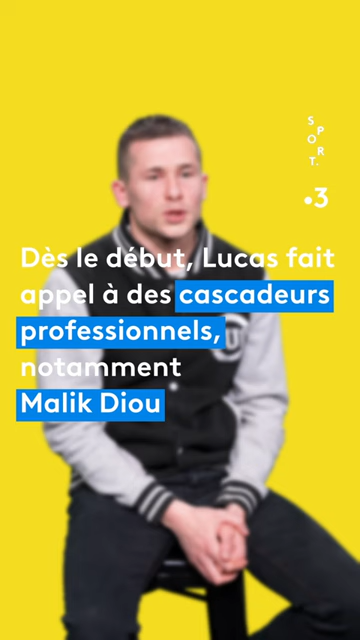 SPORT.
•3
Dès le début, Lucas fait
appel à des cascadeurs
professionnels,
notamment
Malik Diou
U